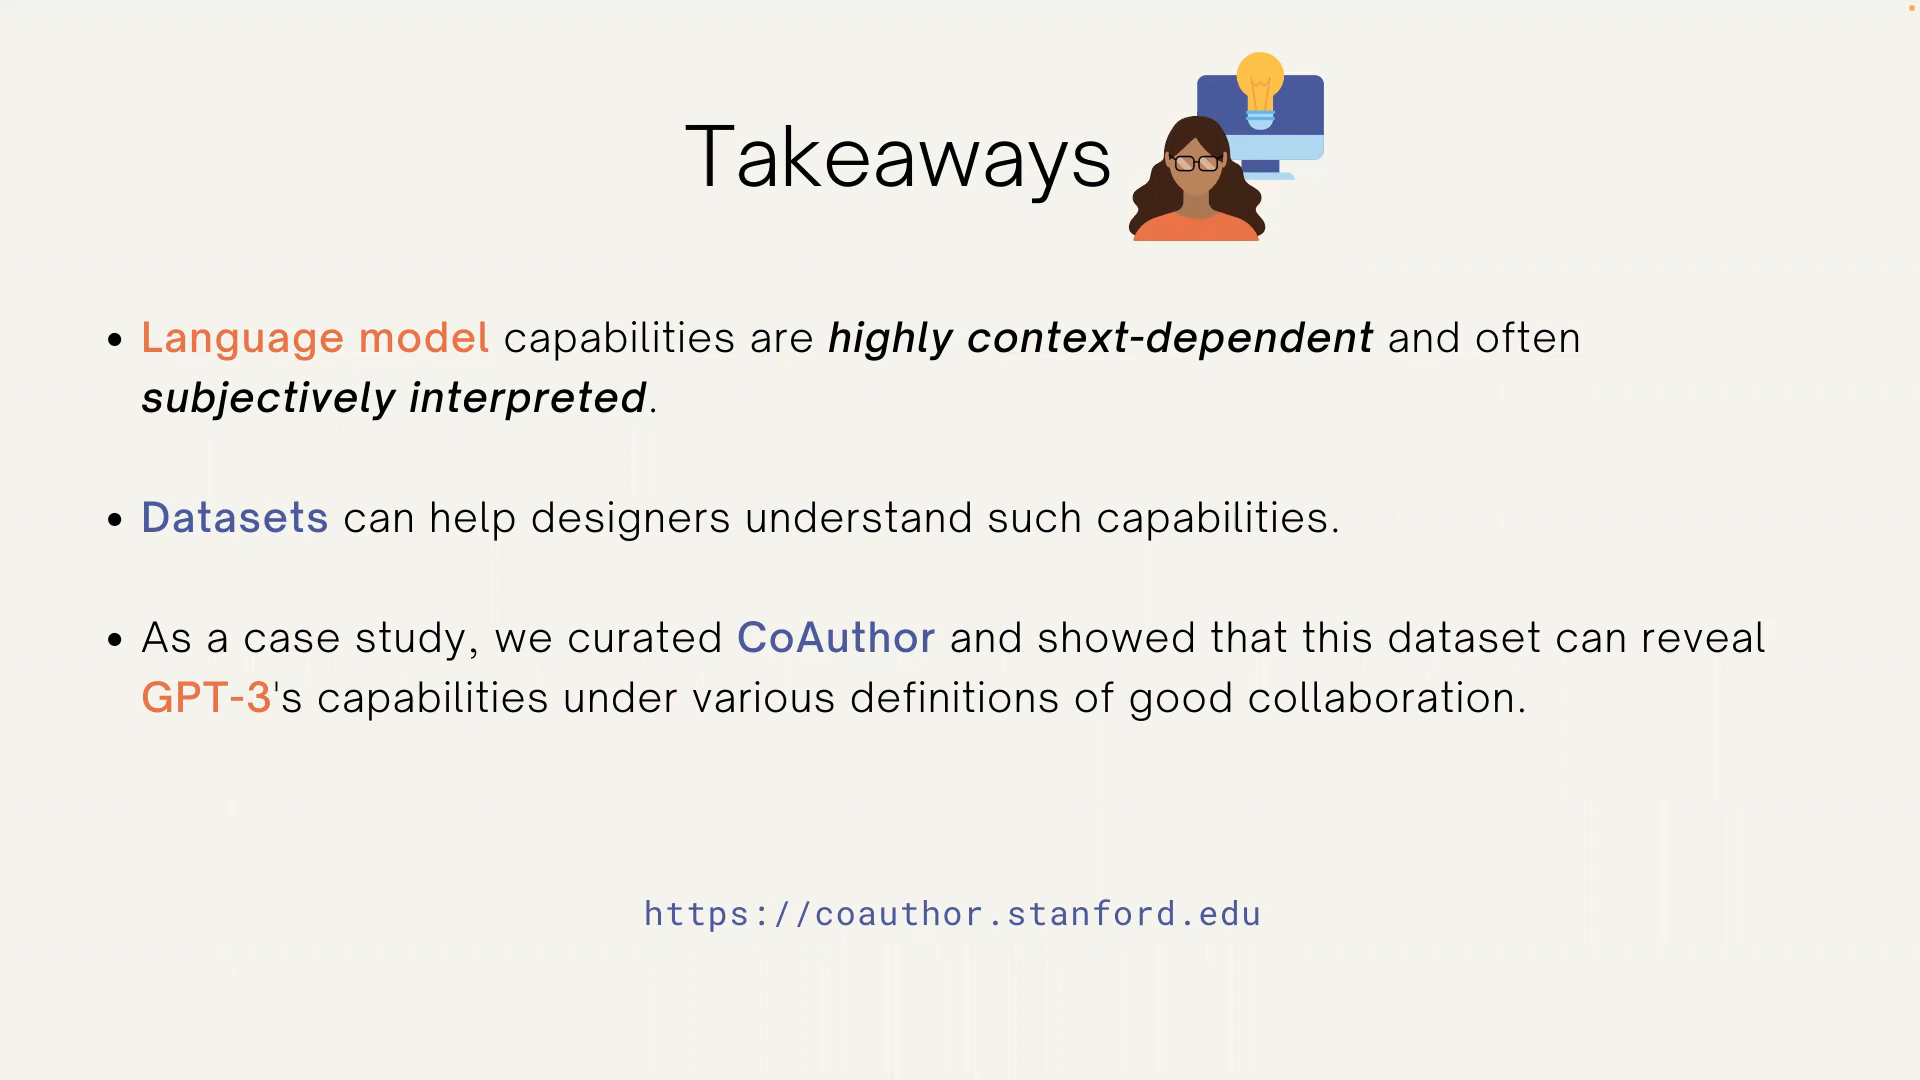 Takeaways
• Language model capabilities are highly context-dependent and often
subjectively interpreted.
• Datasets can help designers understand such capabilities.
• As a case study, we curated CoAuthor and showed that this dataset can reveal
GPT-3's capabilities under various definitions of good collaboration.
https://coauthor.stanford.edu